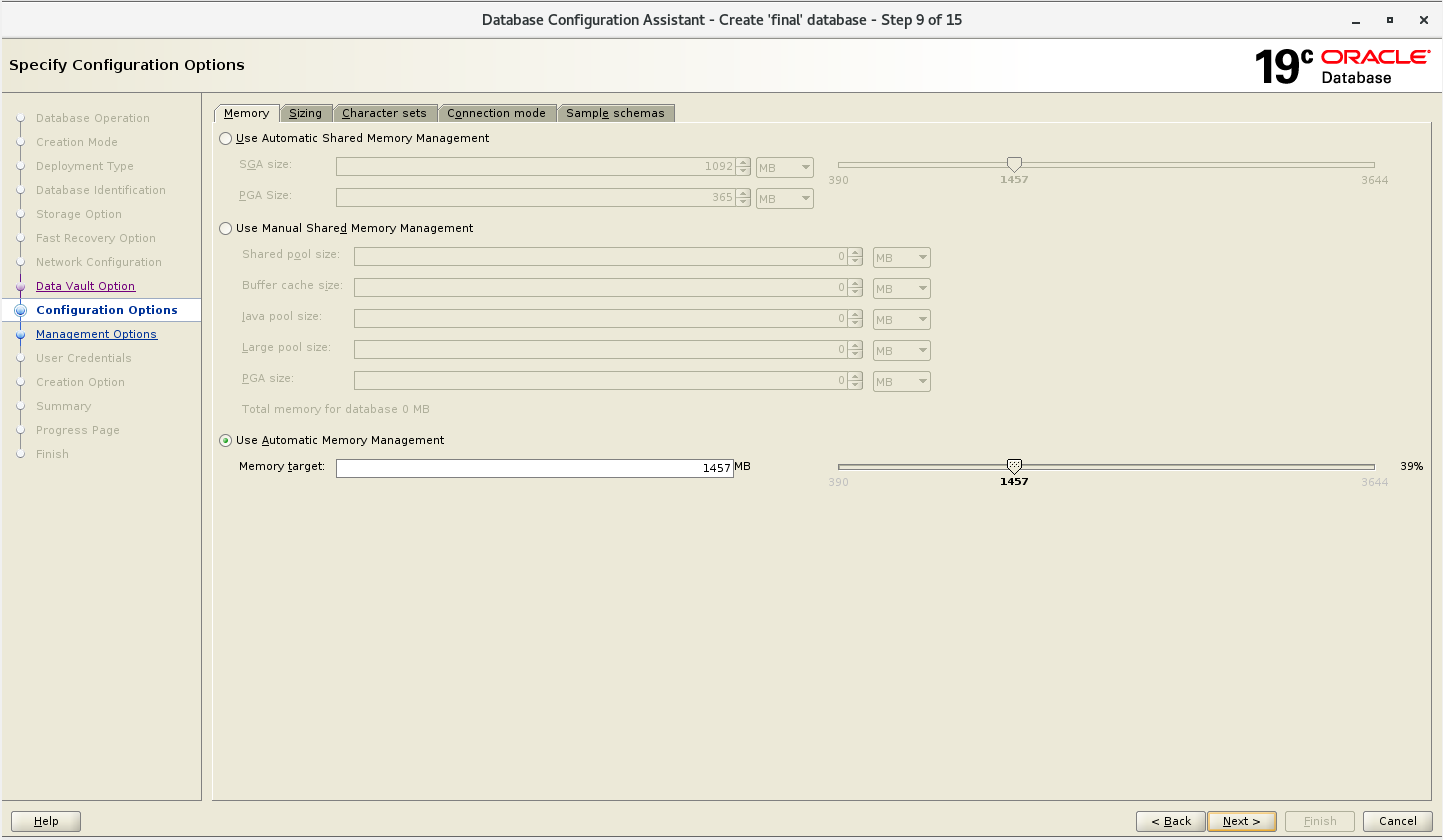 Database Configuration Assistant - Create 'final' database - Step 9 of 15
Specify Configuration Options
19c ORACLE Database
Database Operation
Creation Mode
Deployment Type
Database Identification
Storage Option
Fast Recovery Option
Network Configuration
Data Vault Option
Configuration Options
Management Options
User Credentials
Creation Option
Summary
Progress Page
Finish
Memory Sizing Character sets Connection mode Sample schemas
Use Automatic Shared Memory Management
SGA size: 1092 MB
390 1457 3644
PGA Size: 365 MB
Use Manual Shared Memory Management
Shared pool size: 0 MB
Buffer cache size: 0 MB
Java pool size: 0 MB
Large pool size: 0 MB
PGA size: 0 MB
Total memory for database 0 MB
Use Automatic Memory Management
Memory target: 1457 MB 39%
390 1457 3644
Help < Back Next > Finish Cancel